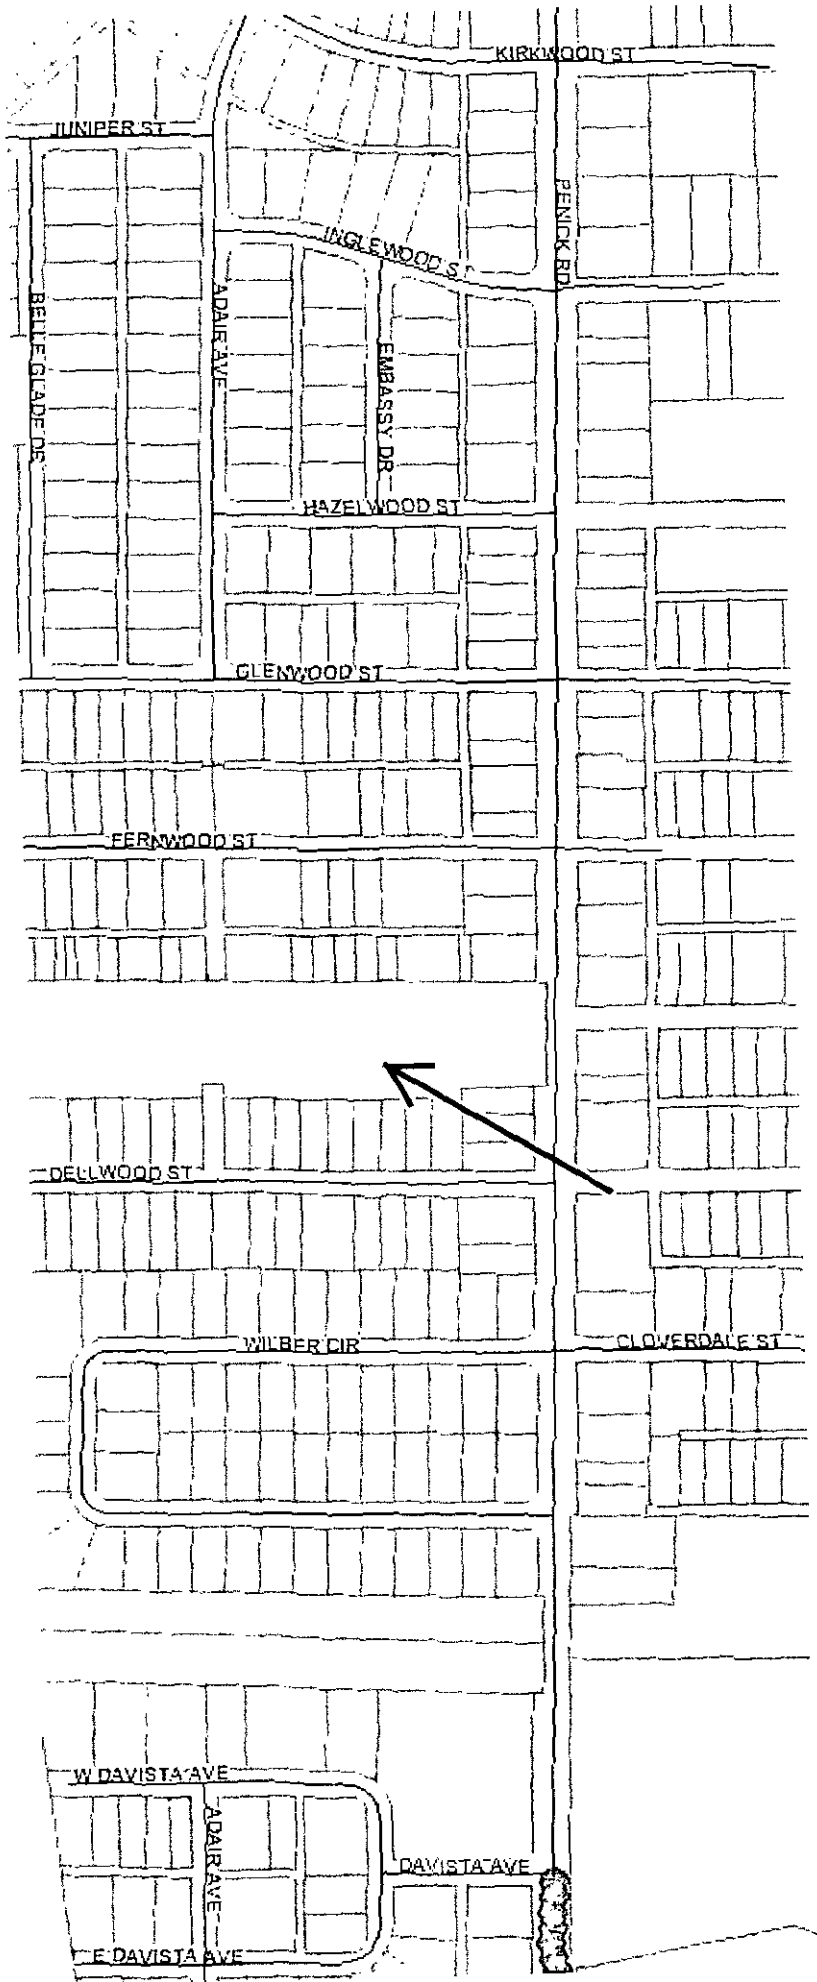 KIRKWOOD ST
JUNIPER ST
PENICK RD
INGLEWOOD ST
BELLE GLADE DR
ADAIR AVE
EMBASSY DR
HAZELWOOD ST
GLENWOOD ST
FERNWOOD ST
DELLWOOD ST
WILBER CIR
CLOVERDALE ST
W DAVISTA AVE
ADAIR AVE
DAVISTA AVE
E DAVISTA AVE